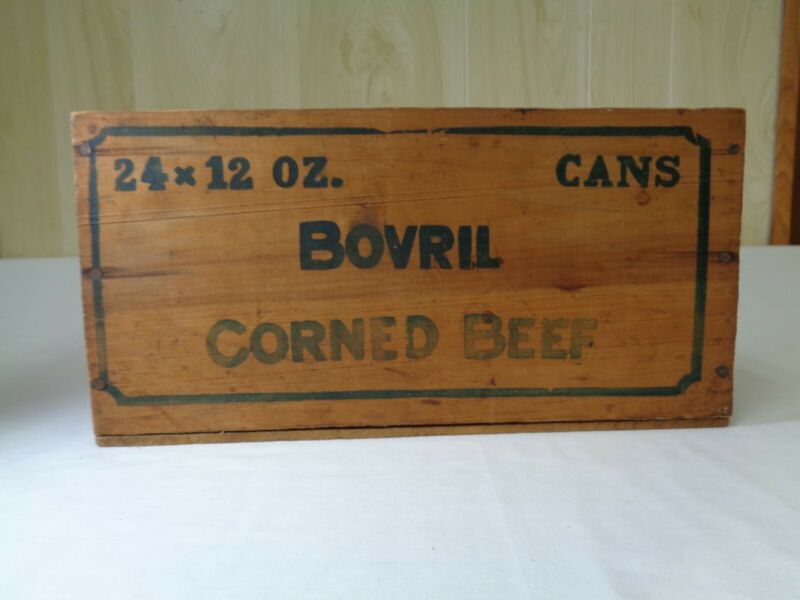 24 × 12 OZ. CANS
BOVRIL
CORNED BEEF